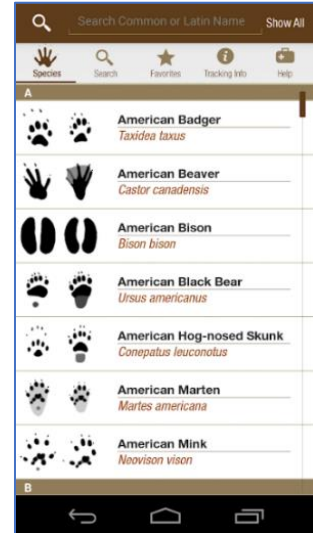 Search Common or Latin Name Show All
Species Search Favorites Tracking Info Help
A
American Badger
Taxidea taxus
American Beaver
Castor canadensis
American Bison
Bison bison
American Black Bear
Ursus americanus
American Hog-nosed Skunk
Conepatus leuconotus
American Marten
Martes americana
American Mink
Neovison vison
B